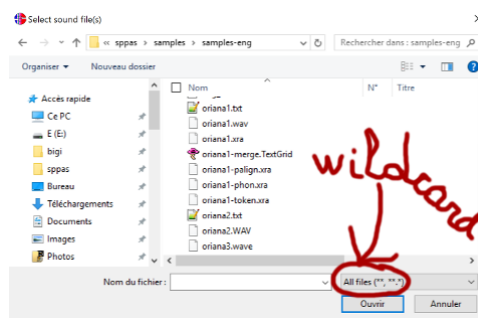 Select sound file(s)
« sppas > samples > samples-eng
Rechercher dans : samples-eng
Organiser
Nouveau dossier
Nom
N°
Titre
Accès rapide
Ce PC
E (E:)
bigi
sppas
Bureau
Téléchargements
Documents
Images
Photos
oriana1.txt
oriana1.wav
oriana1.xra
oriana1-merge.TextGrid
oriana1-palign.xra
oriana1-phon.xra
oriana1-token.xra
oriana2.txt
oriana2.WAV
oriana3.wave
wildcard
Nom du fichier :
All files (**, **.*)
Ouvrir
Annuler